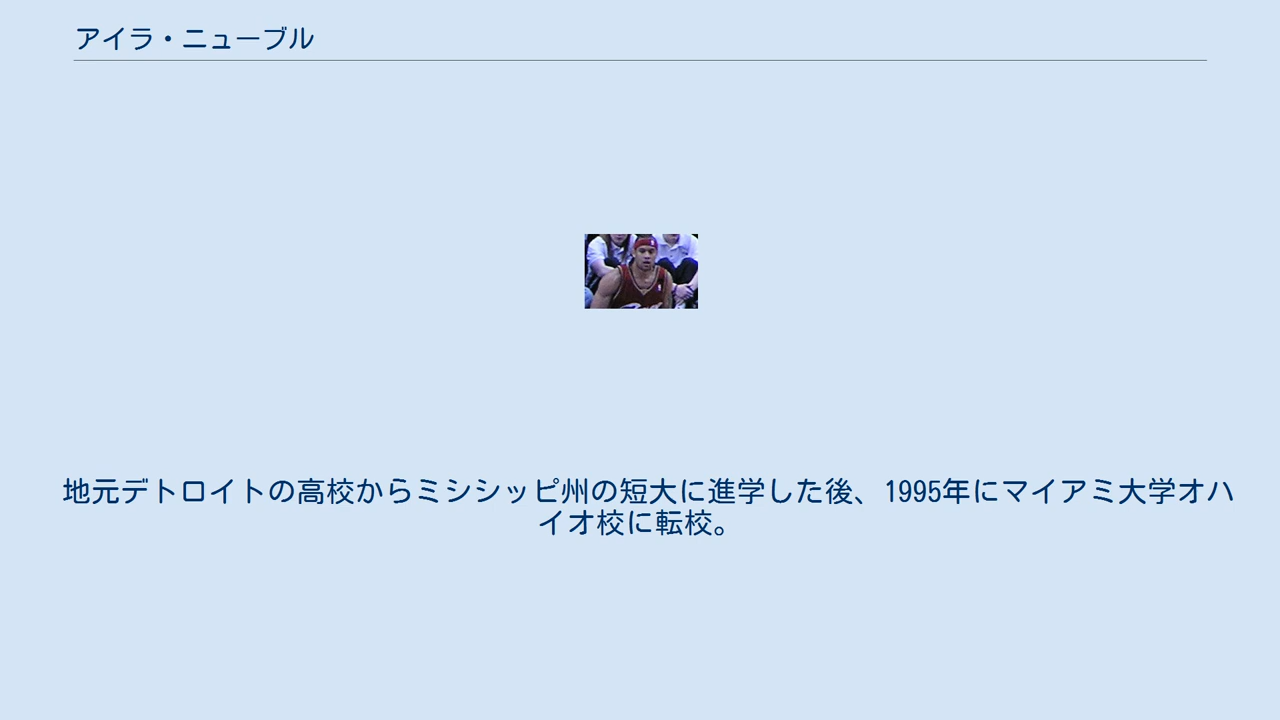 アイラ・ニューブル
地元デトロイトの高校からミシシッピ州の短大に進学した後、1995年にマイアミ大学オハ
イオ校に転校。